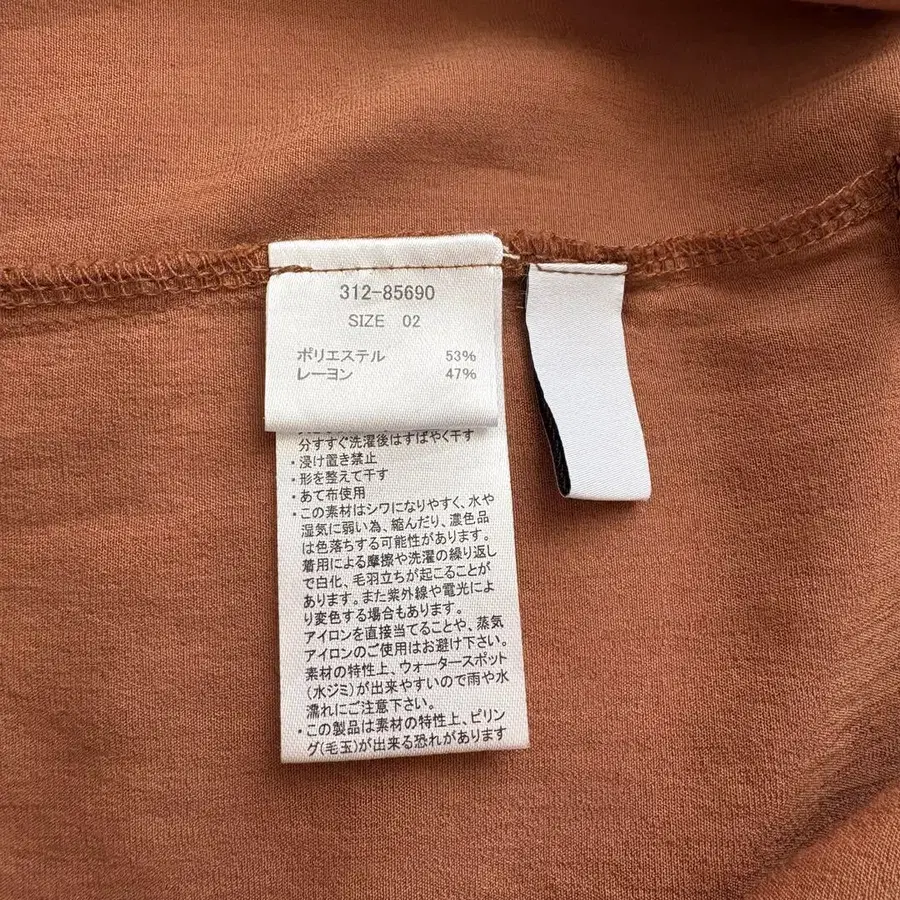 312-85690
SIZE 02
ポリエステル 53%
レーヨン 47%
分すすぐ洗濯後はすばやく干す
・浸け置き禁止
・形を整えて干す
・あて布使用
・この素材はシワになりやすく、水や
湿気に弱い為、縮んだり、濃色品
は色落ちする可能性があります。
着用による摩擦や洗濯の繰り返し
で白化、毛羽立ちが起こることが
あります。また紫外線や電光によ
り変色する場合もあります。
アイロンを直接当てることや、蒸気
アイロンのご使用はお避け下さい。
素材の特性上、ウォータースポット
(水ジミ)が出来やすいので雨や水
濡れにご注意下さい。
・この製品は素材の特性上、ピリン
グ(毛玉)が出来る恐れがあります